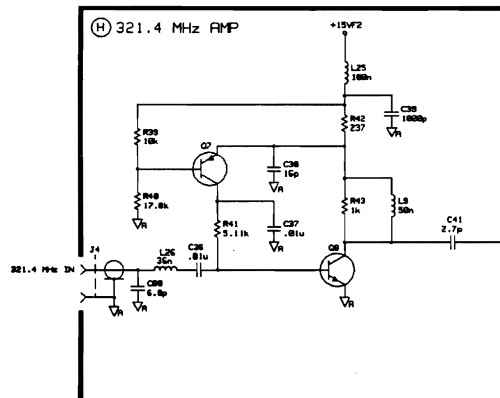 H 321.4 MHz AMP
+15VF2
L25
100n
C39
1000p
R42
237
R39
10k
Q7
C38
16p
R40
17.8k
R43
1k
L9
50n
C41
2.7p
R41
5.11k
C37
.01u
J4
L26
36n
C36
.01u
Q8
321.4 MHz IN
6.8p
A
A
A
A
A
A
A